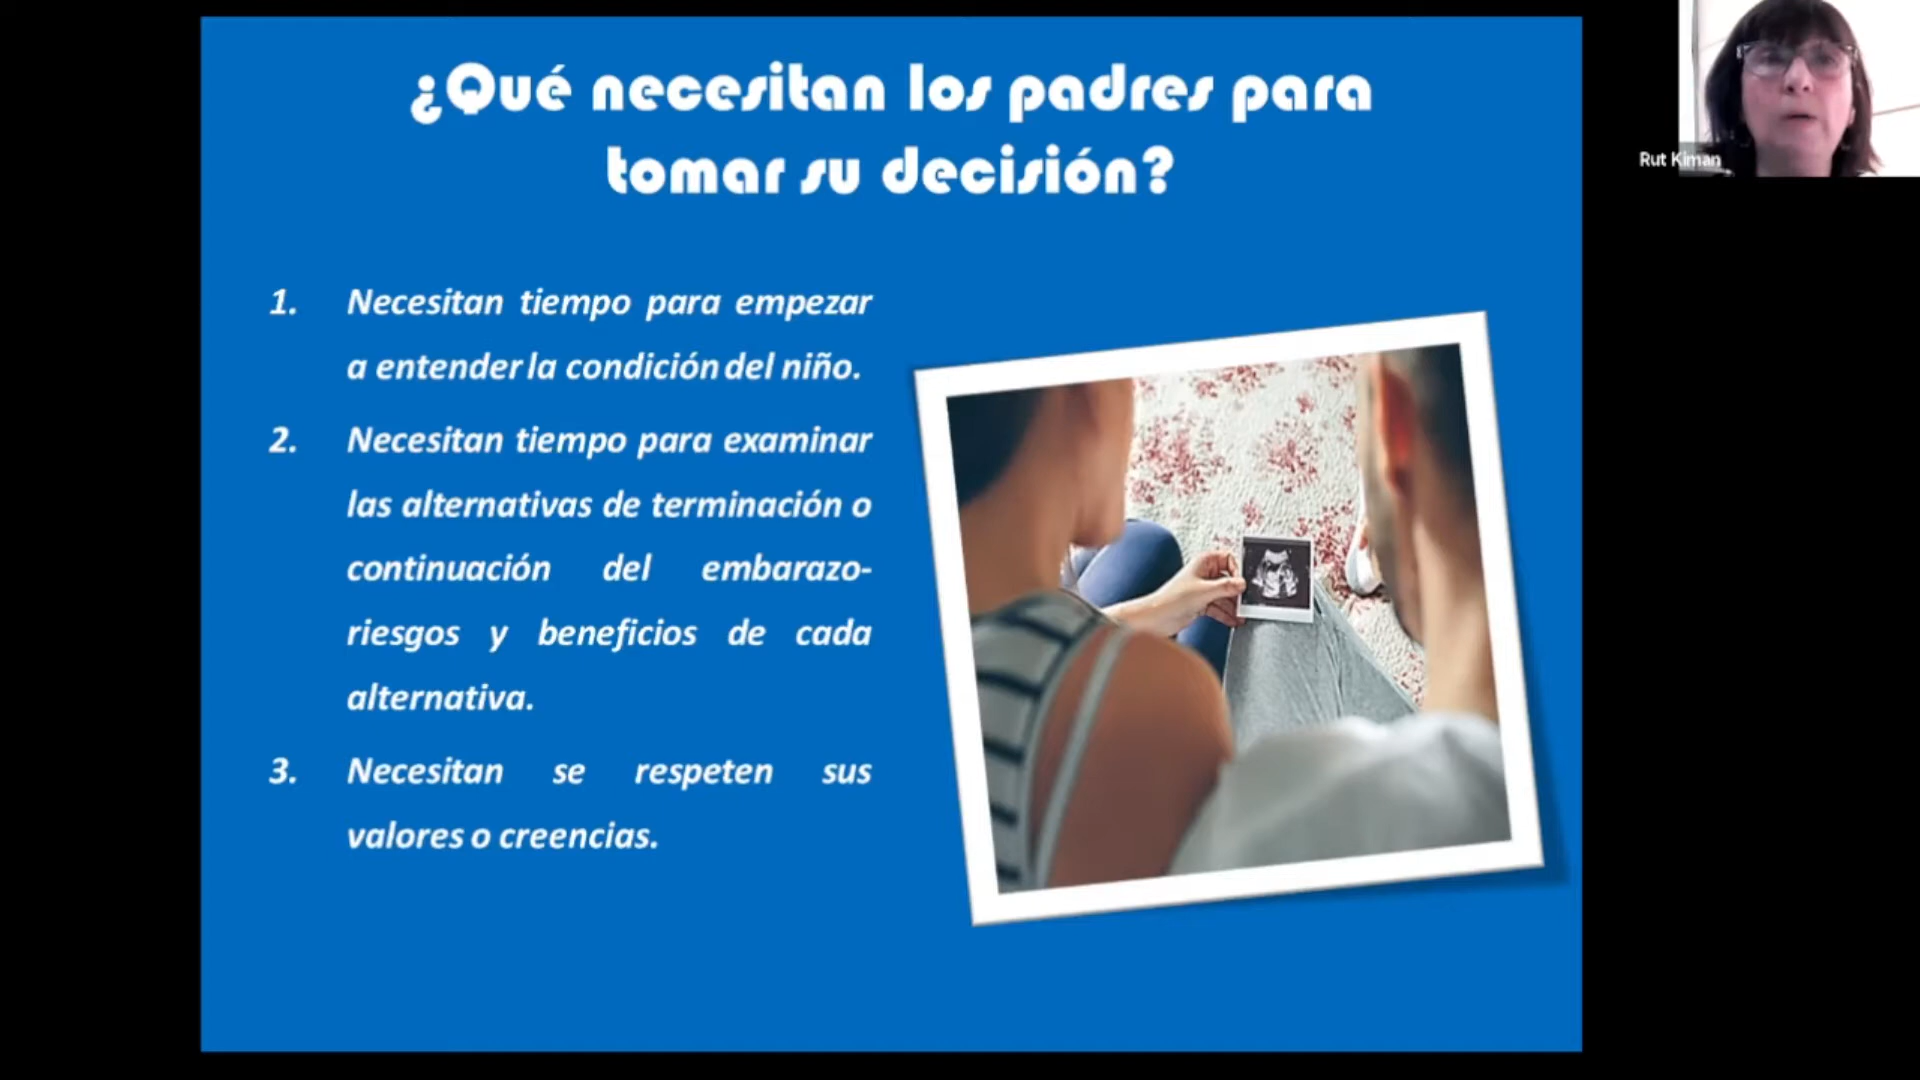 ¿Qué necesitan los padres para
tomar su decisión?
1. Necesitan tiempo para empezar
a entender la condición del niño.
2. Necesitan tiempo para examinar
las alternativas de terminación o
continuación del embarazo-
riesgos y beneficios de cada
alternativa.
3. Necesitan se respeten sus
valores o creencias.
Rut Kiman